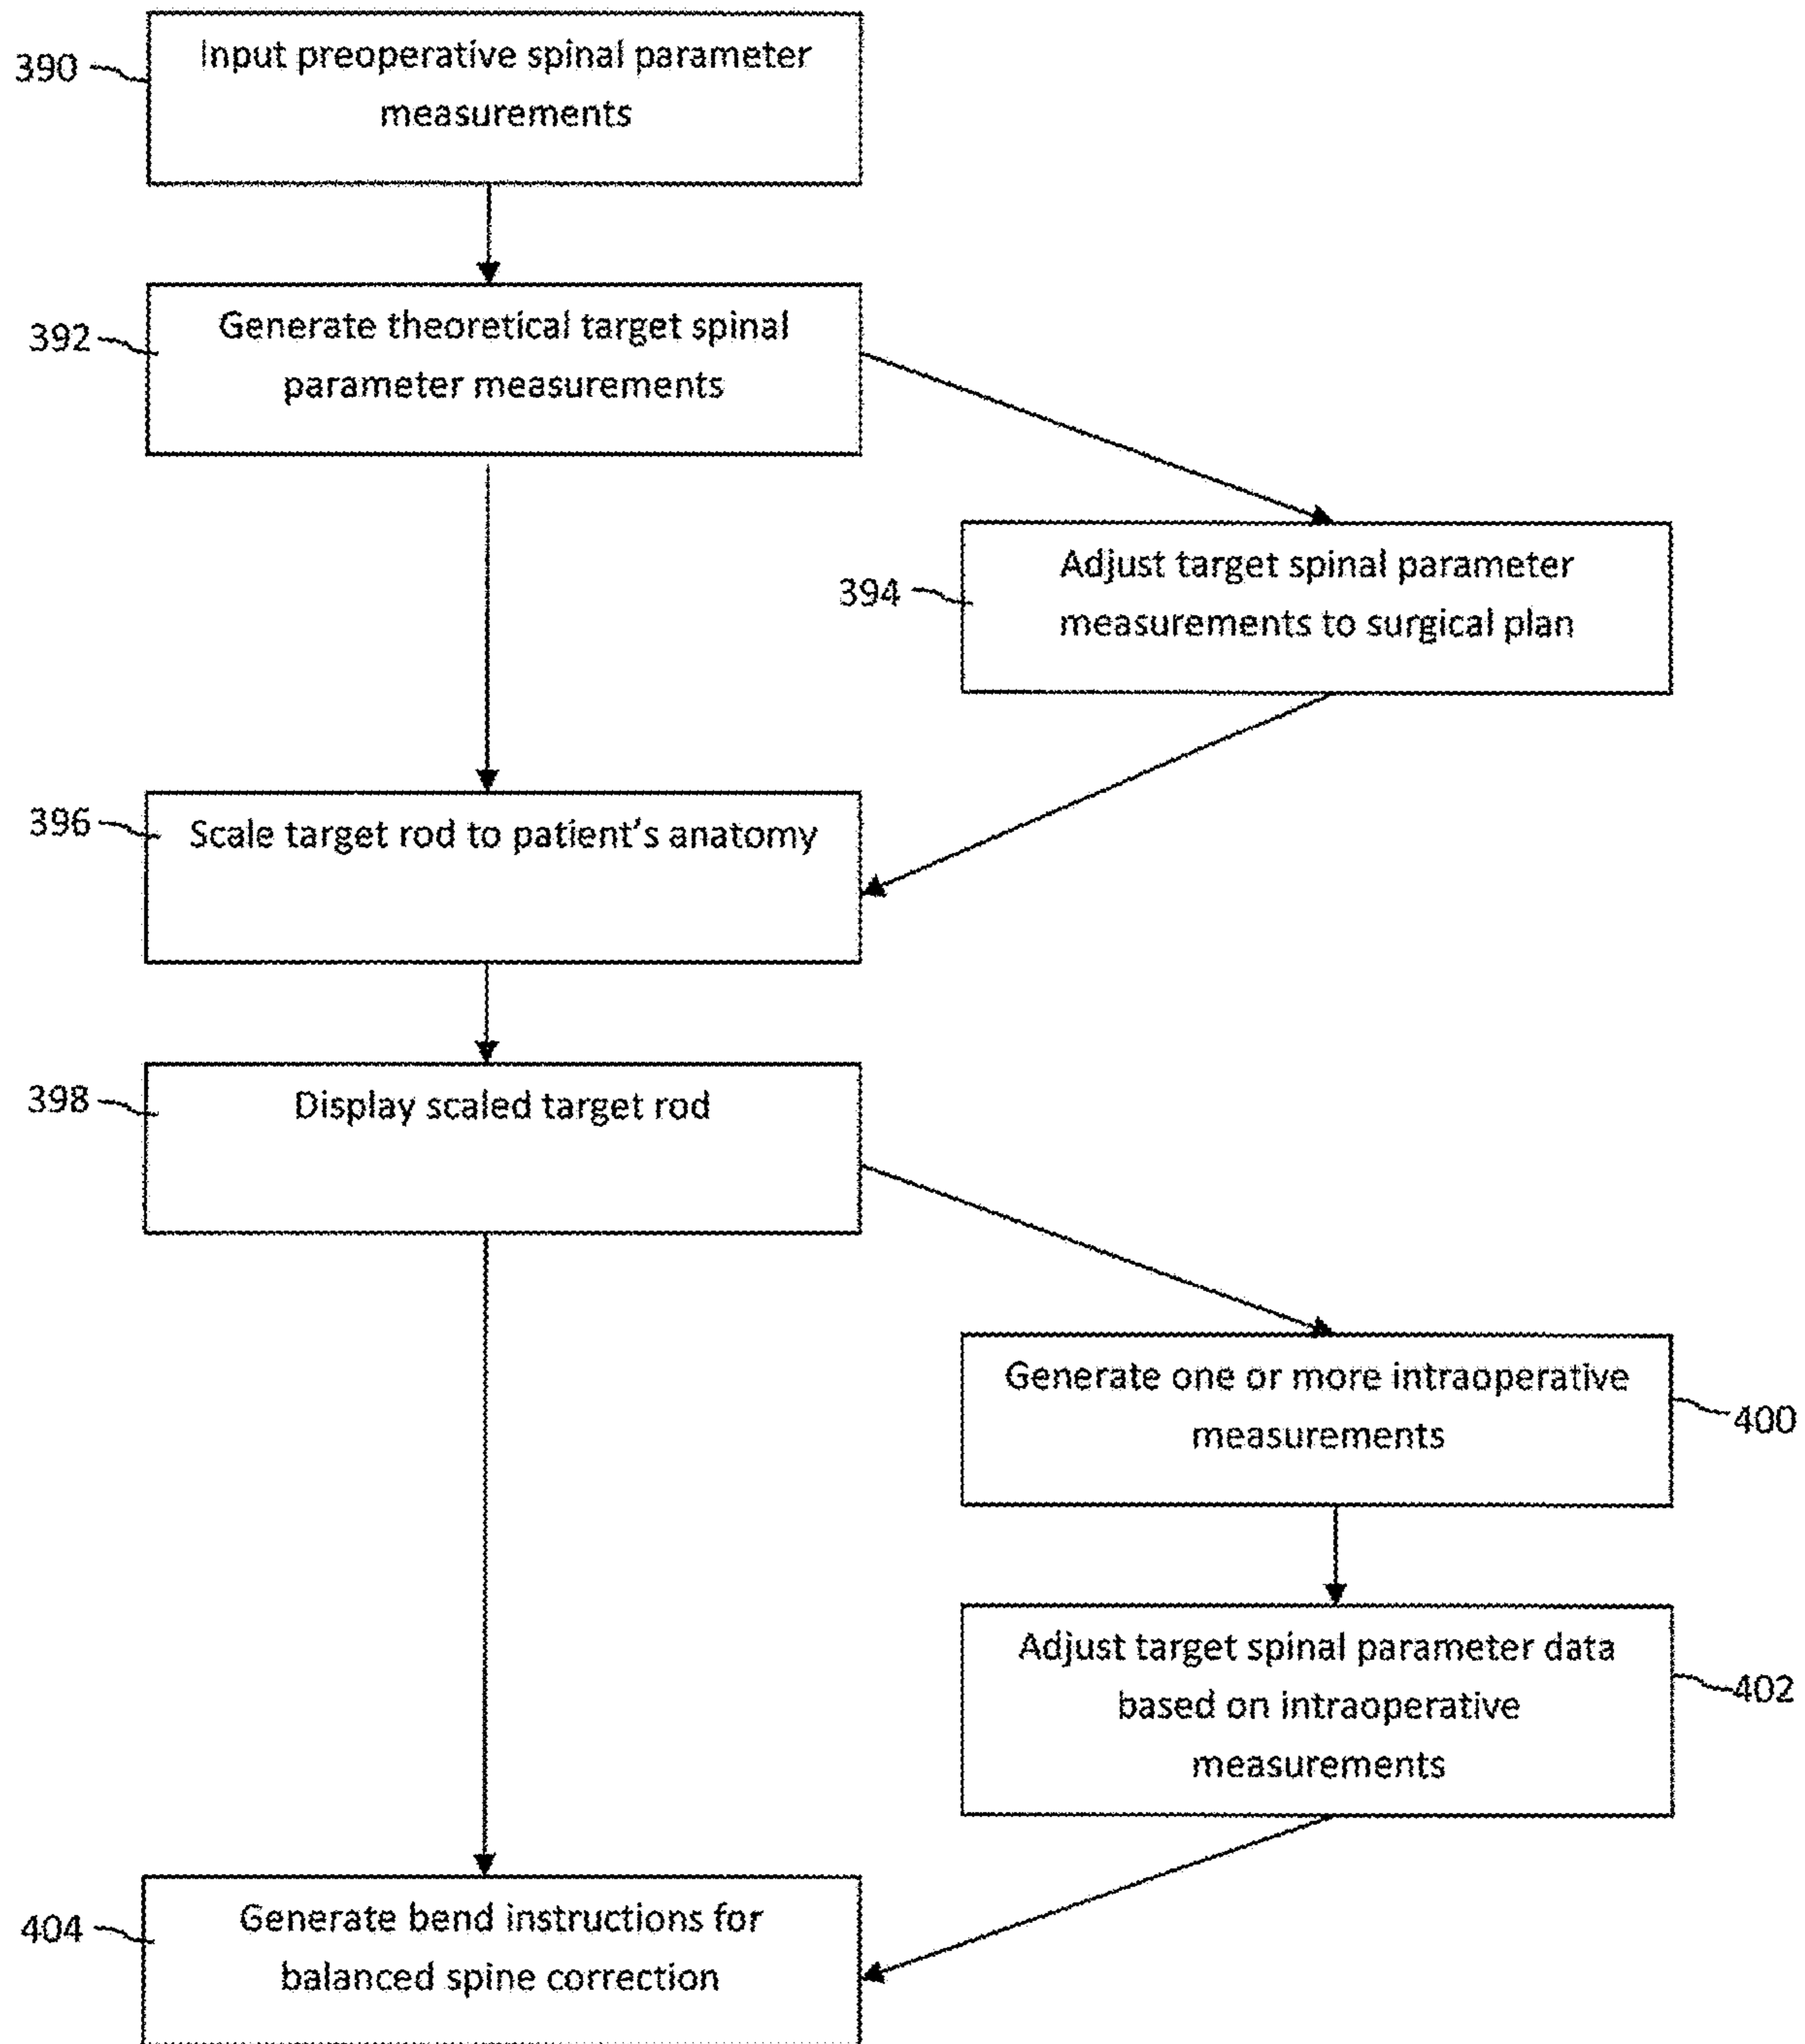 390
Input preoperative spinal parameter
measurements
392
Generate theoretical target spinal
parameter measurements
394
Adjust target spinal parameter
measurements to surgical plan
396
Scale target rod to patient's anatomy
398
Display scaled target rod
Generate one or more intraoperative
measurements
400
Adjust target spinal parameter data
based on intraoperative
measurements
402
404
Generate bend instructions for
balanced spine correction